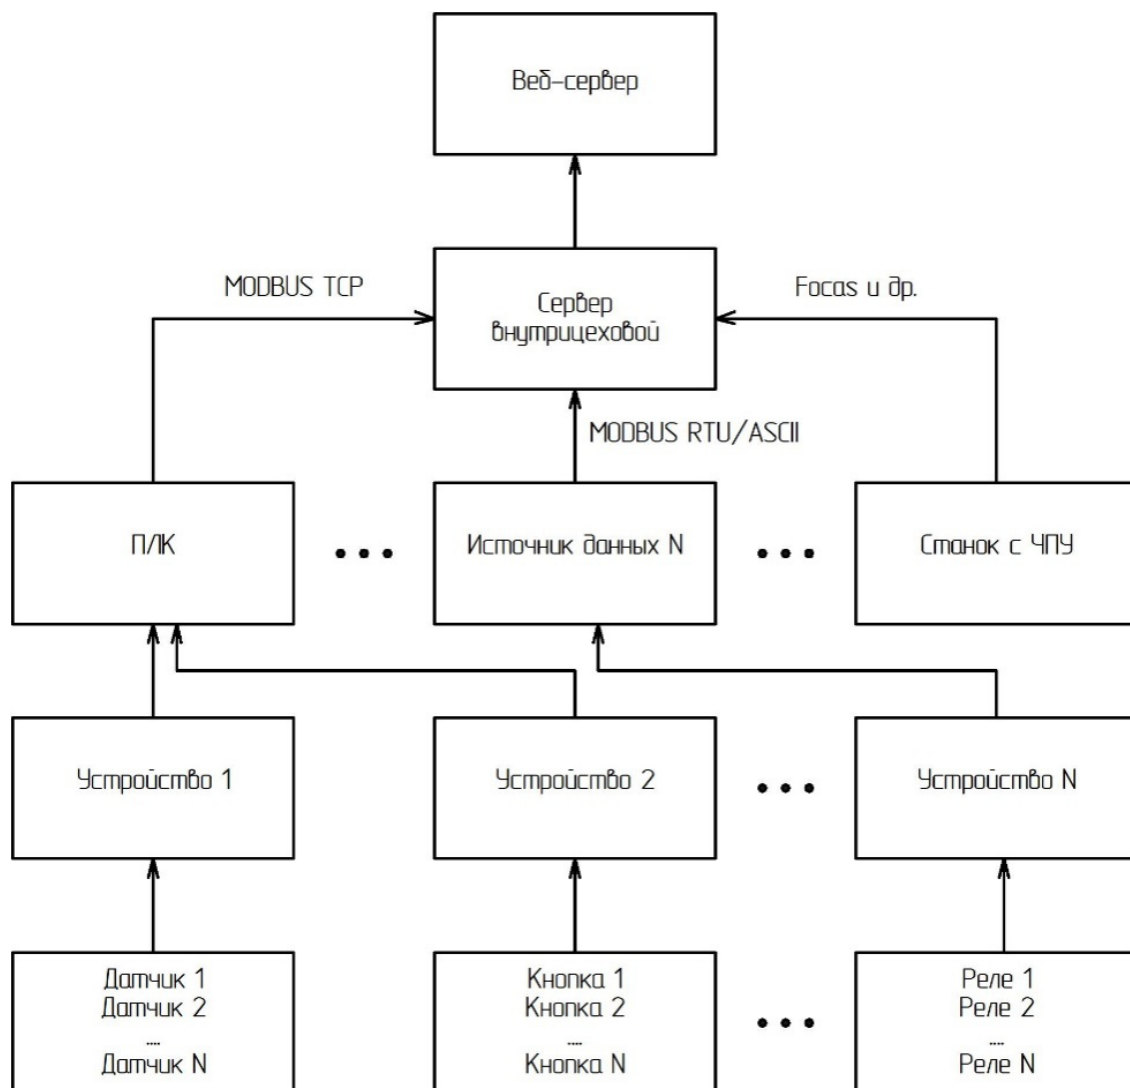 Веб-сервер
MODBUS TCP
Focas и др.
Сервер
внутрицеховой
MODBUS RTU/ASCII
ПЛК
Источник данных N
Станок с ЧПУ
Устройство 1
Устройство 2
Устройство N
Датчик 1
Датчик 2
....
Датчик N
Кнопка 1
Кнопка 2
....
Кнопка N
Реле 1
Реле 2
....
Реле N